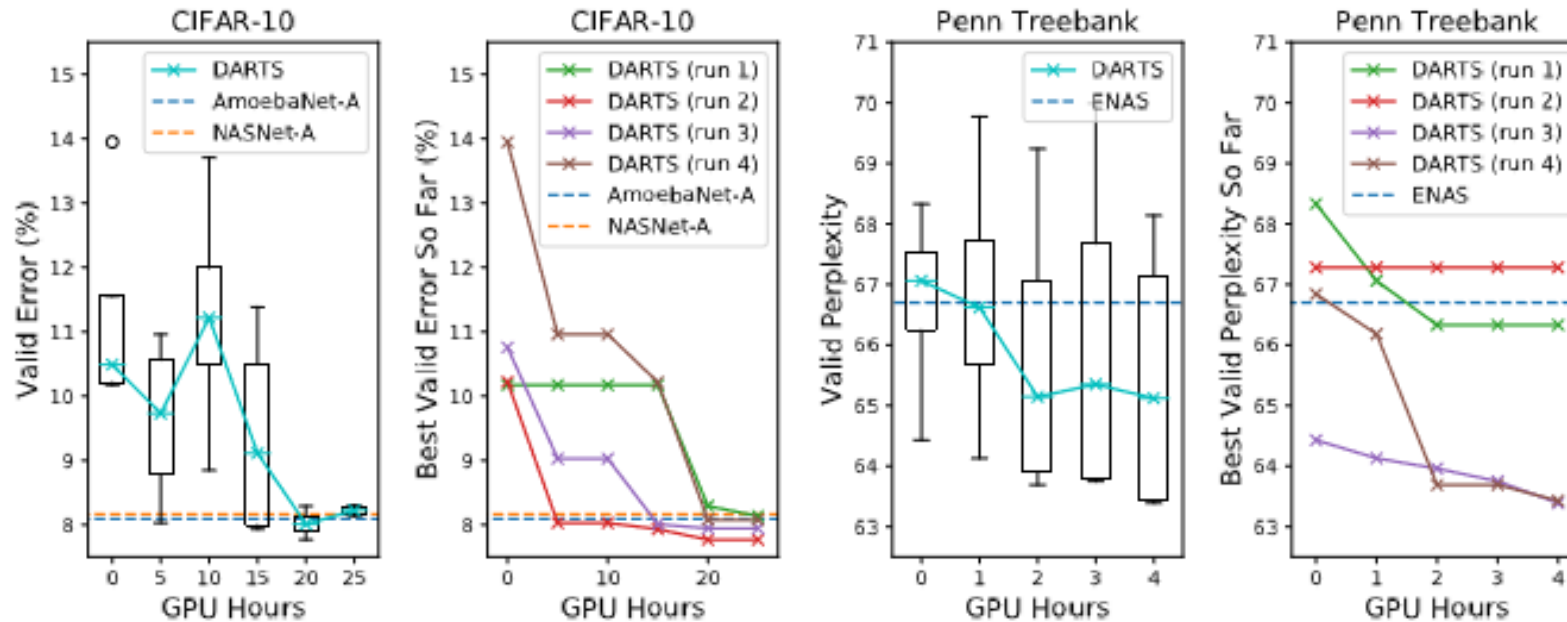 CIFAR-10
Valid Error (%)
15
14
13
12
11
10
9
8
0 5 10 15 20 25
GPU Hours
DARTS
AmoebaNet-A
NASNet-A
CIFAR-10
Best Valid Error So Far (%)
15
14
13
12
11
10
9
8
0 10 20
GPU Hours
DARTS (run 1)
DARTS (run 2)
DARTS (run 3)
DARTS (run 4)
AmoebaNet-A
NASNet-A
Penn Treebank
Valid Perplexity
71
70
69
68
67
66
65
64
63
0 1 2 3 4
GPU Hours
DARTS
ENAS
Penn Treebank
Best Valid Perplexity So Far
71
70
69
68
67
66
65
64
63
0 1 2 3 4
GPU Hours
DARTS (run 1)
DARTS (run 2)
DARTS (run 3)
DARTS (run 4)
ENAS